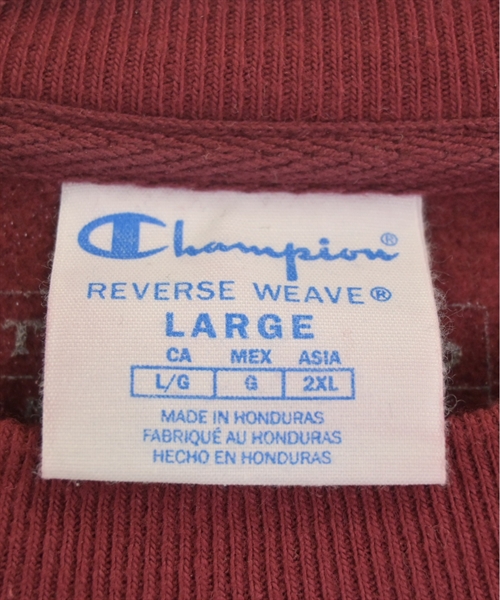 Champion®
REVERSE WEAVE®
LARGE
CA MEX ASIA
L/G G 2XL
MADE IN HONDURAS
FABRIQUÉ AU HONDURAS
HECHO EN HONDURAS